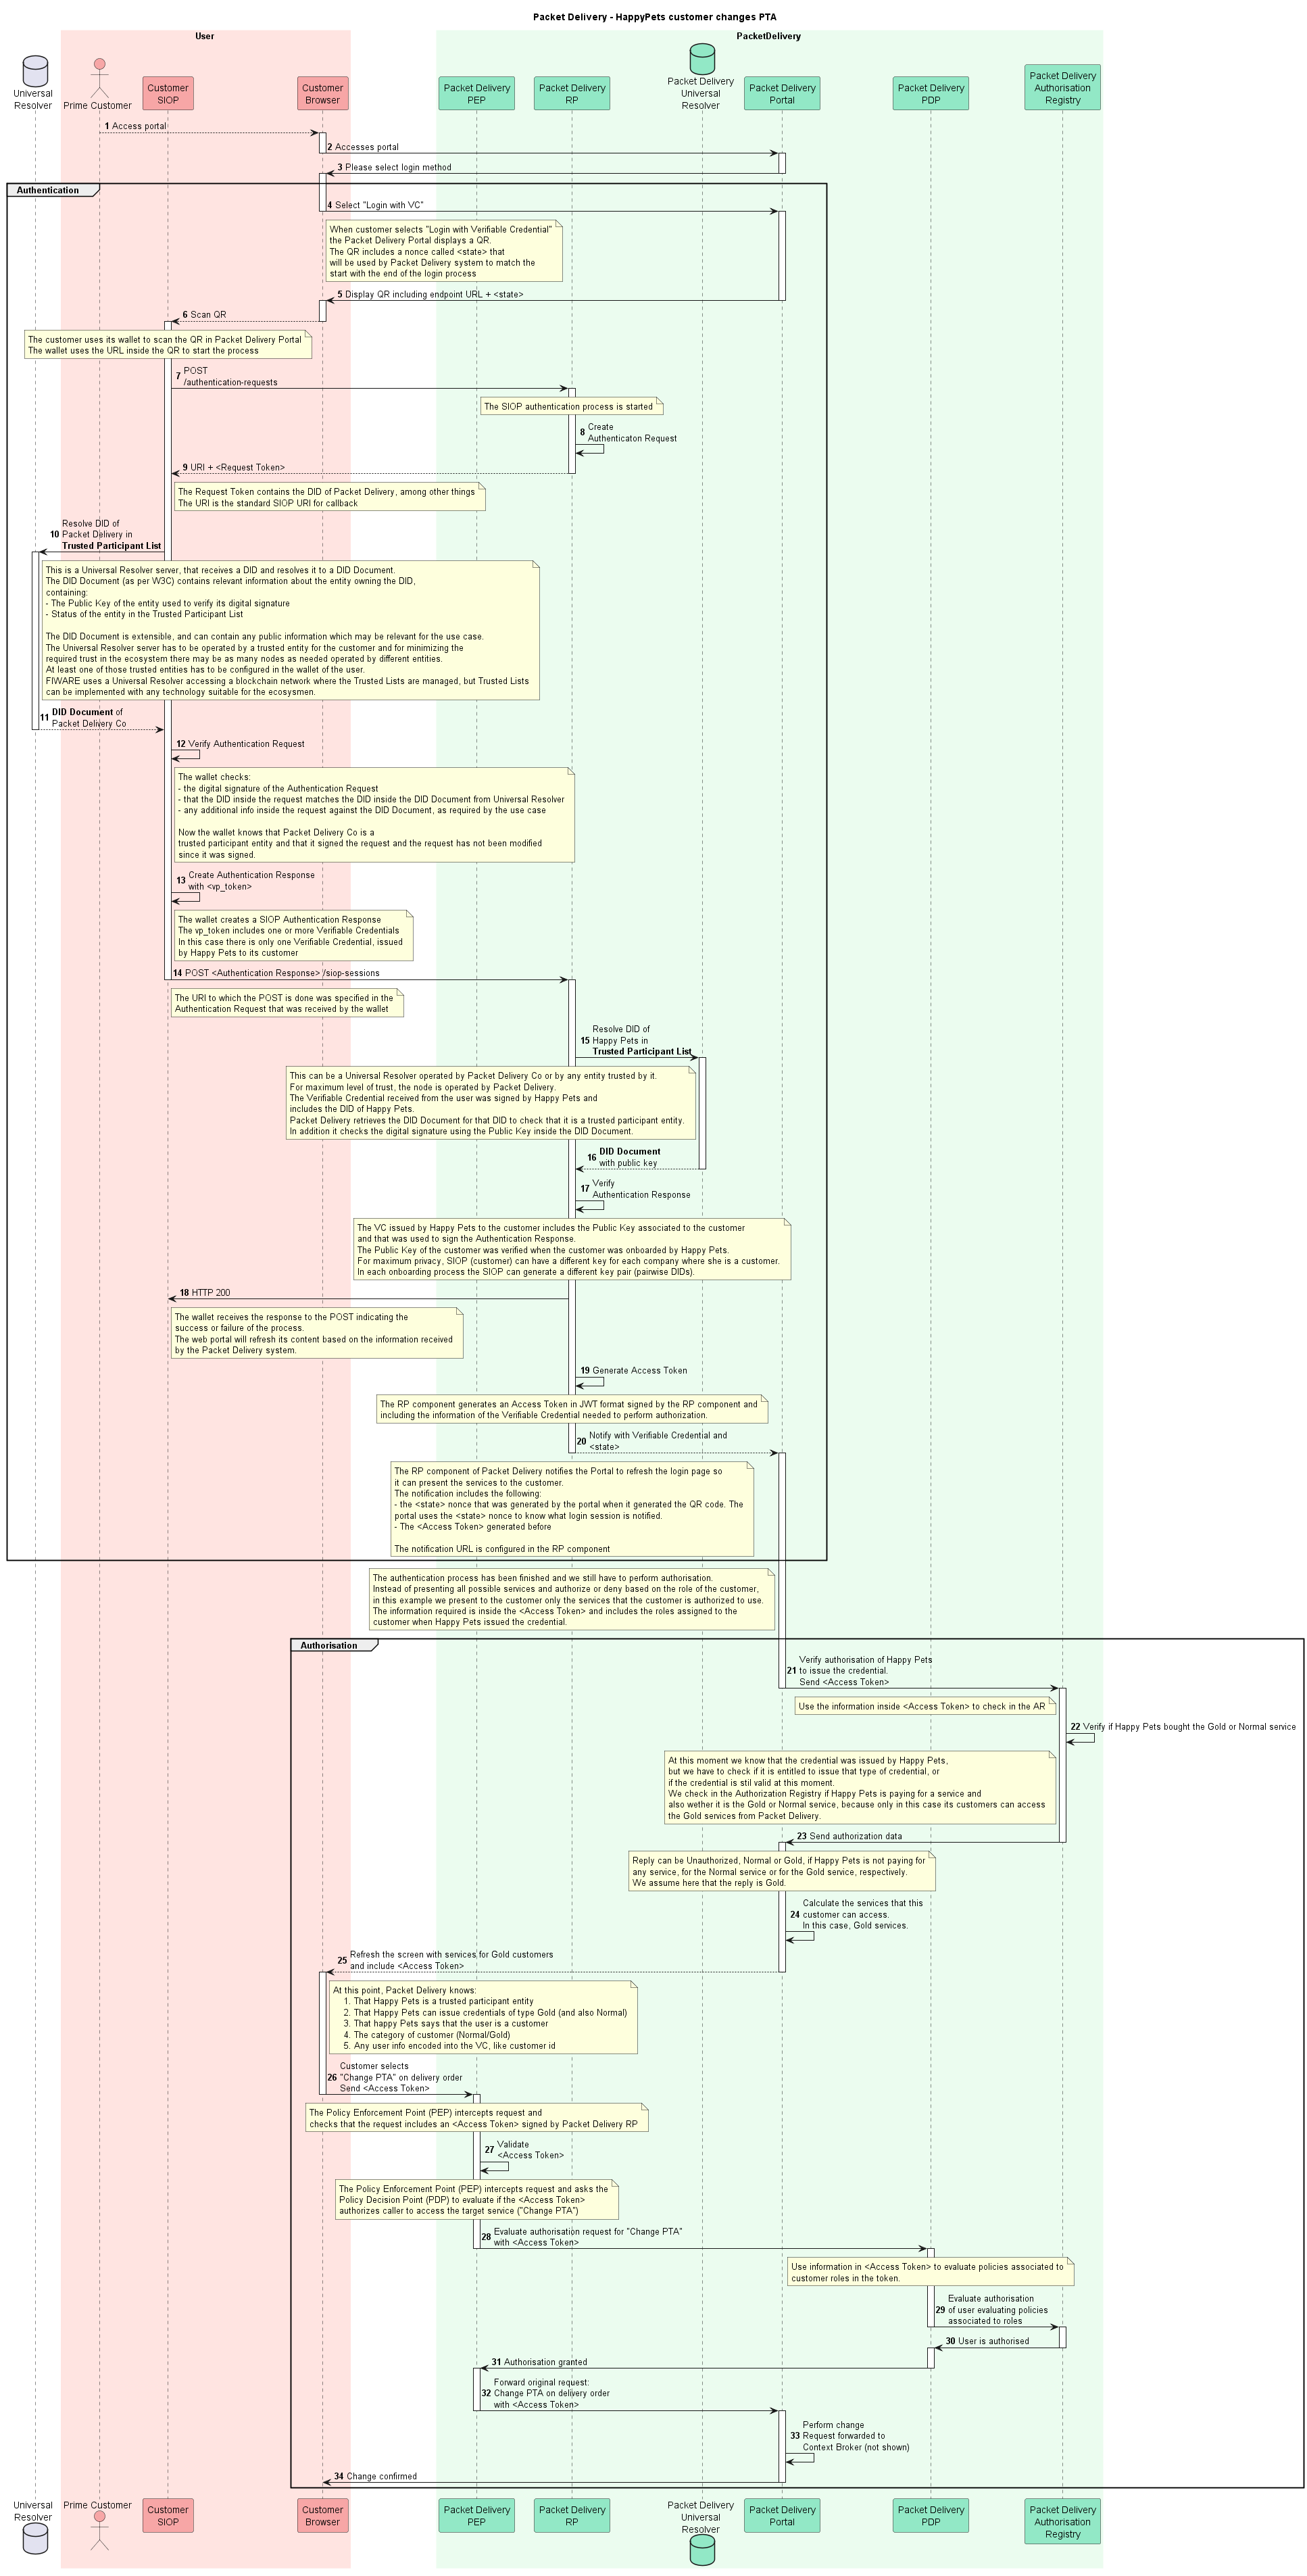 Packet Delivery - HappyPets customer changes PTA
User
PacketDelivery
Universal
Resolver
Prime Customer
Customer
SIOP
Customer
Browser
Packet Delivery
PEP
Packet Delivery
RP
Packet Delivery
Universal
Resolver
Packet Delivery
Portal
Packet Delivery
PDP
Packet Delivery
Authorisation
Registry
1 Access portal
2 Accesses portal
3 Please select login method
Authentication
4 Select "Login with VC"
When customer selects "Login with Verifiable Credential"
the Packet Delivery Portal displays a QR.
The QR includes a nonce called <state> that
will be used by Packet Delivery system to match the
start with the end of the login process
5 Display QR including endpoint URL + <state>
6 Scan QR
The customer uses its wallet to scan the QR in Packet Delivery Portal
The wallet uses the URL inside the QR to start the process
7 POST
/authentication-requests
The SIOP authentication process is started
8 Create
Authenticaton Request
9 URI + <Request Token>
The Request Token contains the DID of Packet Delivery, among other things
The URI is the standard SIOP URI for callback
Resolve DID of
10 Packet Delivery in
Trusted Participant List
This is a Universal Resolver server, that receives a DID and resolves it to a DID Document.
The DID Document (as per W3C) contains relevant information about the entity owning the DID,
containing:
- The Public Key of the entity used to verify its digital signature
- Status of the entity in the Trusted Participant List
The DID Document is extensible, and can contain any public information which may be relevant for the use case.
The Universal Resolver server has to be operated by a trusted entity for the customer and for minimizing the
required trust in the ecosystem there may be as many nodes as needed operated by different entities.
At least one of those trusted entities has to be configured in the wallet of the user.
FIWARE uses a Universal Resolver accessing a blockchain network where the Trusted Lists are managed, but Trusted Lists
can be implemented with any technology suitable for the ecosysmen.
11 DID Document of
Packet Delivery Co
12 Verify Authentication Request
The wallet checks:
- the digital signature of the Authentication Request
- that the DID inside the request matches the DID inside the DID Document from Universal Resolver
- any additional info inside the request against the DID Document, as required by the use case
Now the wallet knows that Packet Delivery Co is a
trusted participant entity and that it signed the request and the request has not been modified
since it was signed.
13 Create Authentication Response
with <vp_token>
The wallet creates a SIOP Authentication Response
The vp_token includes one or more Verifiable Credentials
In this case there is only one Verifiable Credential, issued
by Happy Pets to its customer
14 POST <Authentication Response> /siop-sessions
The URI to which the POST is done was specified in the
Authentication Request that was received by the wallet
Resolve DID of
15 Happy Pets in
Trusted Participant List
This can be a Universal Resolver operated by Packet Delivery Co or by any entity trusted by it.
For maximum level of trust, the node is operated by Packet Delivery.
The Verifiable Credential received from the user was signed by Happy Pets and
includes the DID of Happy Pets.
Packet Delivery retrieves the DID Document for that DID to check that it is a trusted participant entity.
In addition it checks the digital signature using the Public Key inside the DID Document.
16 DID Document
with public key
17 Verify
Authentication Response
The VC issued by Happy Pets to the customer includes the Public Key associated to the customer
and that was used to sign the Authentication Response.
The Public Key of the customer was verified when the customer was onboarded by Happy Pets.
For maximum privacy, SIOP (customer) can have a different key for each company where she is a customer.
In each onboarding process the SIOP can generate a different key pair (pairwise DIDs).
18 HTTP 200
The wallet receives the response to the POST indicating the
success or failure of the process.
The web portal will refresh its content based on the information received
by the Packet Delivery system.
19 Generate Access Token
The RP component generates an Access Token in JWT format signed by the RP component and
including the information of the Verifiable Credential needed to perform authorization.
20 Notify with Verifiable Credential and
<state>
The RP component of Packet Delivery notifies the Portal to refresh the login page so
it can present the services to the customer.
The notification includes the following:
- the <state> nonce that was generated by the portal when it generated the QR code. The
portal uses the <state> nonce to know what login session is notified.
- The <Access Token> generated before
The notification URL is configured in the RP component
The authentication process has been finished and we still have to perform authorisation.
Instead of presenting all possible services and authorize or deny based on the role of the customer,
in this example we present to the customer only the services that the customer is authorized to use.
The information required is inside the <Access Token> and includes the roles assigned to the
customer when Happy Pets issued the credential.
Authorisation
Verify authorisation of Happy Pets
21 to issue the credential.
Send <Access Token>
Use the information inside <Access Token> to check in the AR
22 Verify if Happy Pets bought the Gold or Normal service
At this moment we know that the credential was issued by Happy Pets,
but we have to check if it is entitled to issue that type of credential, or
if the credential is stil valid at this moment.
We check in the Authorization Registry if Happy Pets is paying for a service and
also wether it is the Gold or Normal service, because only in this case its customers can access
the Gold services from Packet Delivery.
23 Send authorization data
Reply can be Unauthorized, Normal or Gold, if Happy Pets is not paying for
any service, for the Normal service or for the Gold service, respectively.
We assume here that the reply is Gold.
Calculate the services that this
24 customer can access.
In this case, Gold services.
25 Refresh the screen with services for Gold customers
and include <Access Token>
At this point, Packet Delivery knows:
1. That Happy Pets is a trusted participant entity
2. That Happy Pets can issue credentials of type Gold (and also Normal)
3. That happy Pets says that the user is a customer
4. The category of customer (Normal/Gold)
5. Any user info encoded into the VC, like customer id
Customer selects
26 "Change PTA" on delivery order
Send <Access Token>
The Policy Enforcement Point (PEP) intercepts request and
checks that the request includes an <Access Token> signed by Packet Delivery RP
27 Validate
<Access Token>
The Policy Enforcement Point (PEP) intercepts request and asks the
Policy Decision Point (PDP) to evaluate if the <Access Token>
authorizes caller to access the target service ("Change PTA")
28 Evaluate authorisation request for "Change PTA"
with <Access Token>
Use information in <Access Token> to evaluate policies associated to
customer roles in the token.
Evaluate authorisation
29 of user evaluating policies
associated to roles
30 User is authorised
31 Authorisation granted
Forward original request:
32 Change PTA on delivery order
with <Access Token>
Perform change
33 Request forwarded to
Context Broker (not shown)
34 Change confirmed
Universal
Resolver
Prime Customer
Customer
SIOP
Customer
Browser
Packet Delivery
PEP
Packet Delivery
RP
Packet Delivery
Universal
Resolver
Packet Delivery
Portal
Packet Delivery
PDP
Packet Delivery
Authorisation
Registry